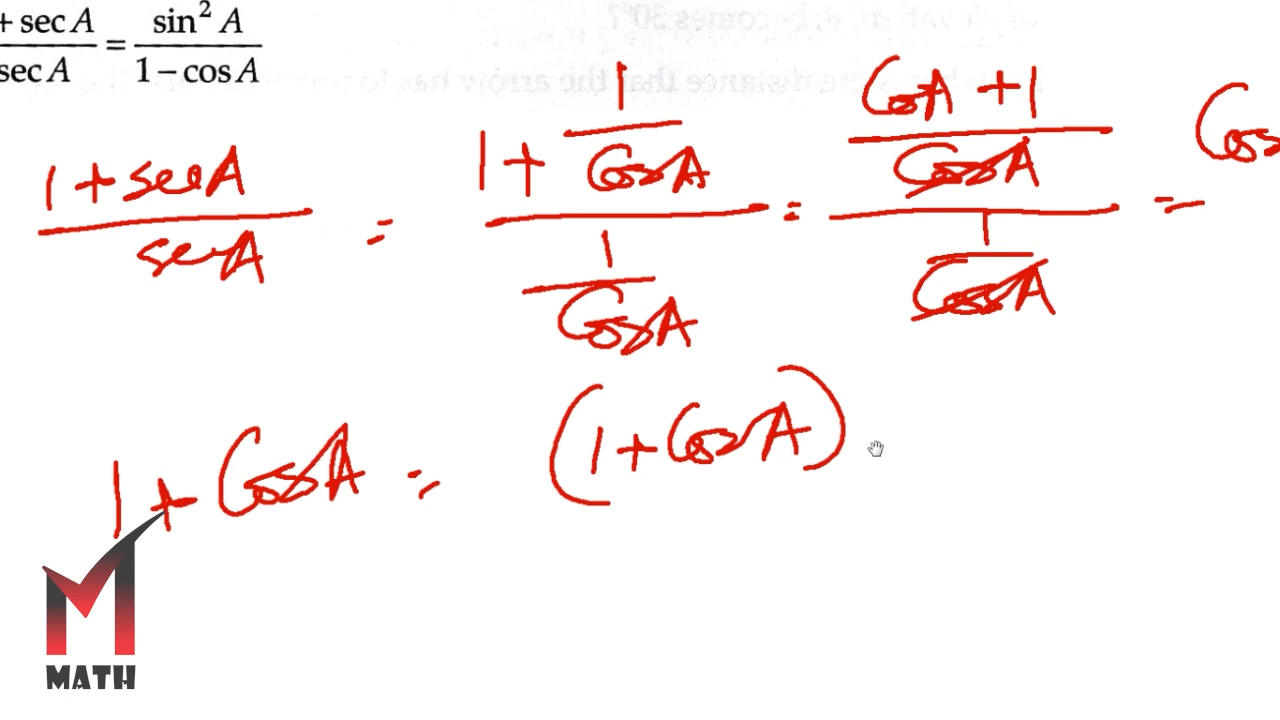 + sec A / sec A = sin² A / 1 − cos A
1 + secA / secA = 1 + 1/CosA / 1/CosA = CosA + 1/CosA / 1/CosA = Cos
1 + CosA = (1 + CosA)
MATH